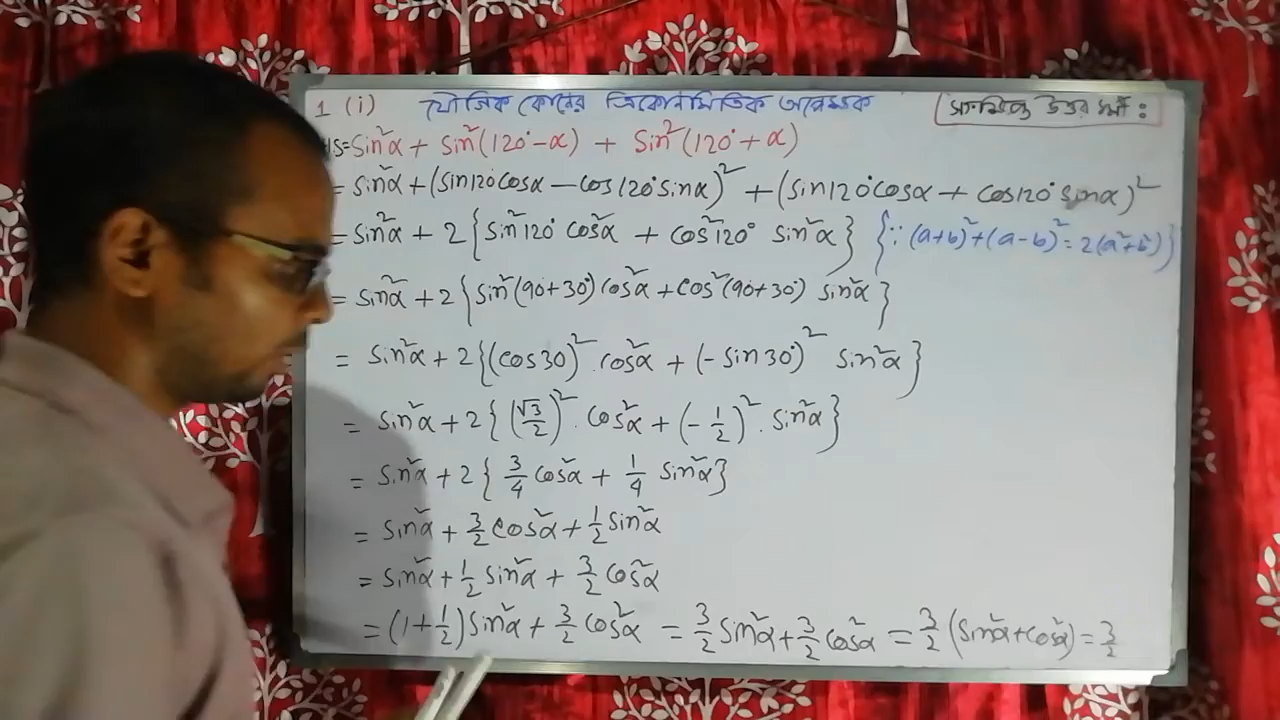 1 (i) যৌগিক কোনের ত্রিকোনমিতিক অপেক্ষক সংক্ষিপ্ত উত্তর ধর্মী :
HS=Sin²α + Sin²(120°-α) + Sin²(120°+α)
= Sin²α + (Sin120°Cosα - Cos120°Sinα)² + (Sin120°Cosα + Cos120°Sinα)²
= Sin²α + 2{Sin²120° Cos²α + Cos²120° Sin²α} {∵ (a+b)²+(a-b)²=2(a²+b²)}
= Sin²α + 2{Sin²(90+30°) Cos²α + Cos²(90+30°) Sin²α}
= Sin²α + 2{(Cos30)².Cos²α + (-Sin30°)² Sin²α}
= Sin²α + 2{(√3/2)². Cos²α + (-1/2)². Sin²α}
= Sin²α + 2{3/4 Cos²α + 1/4 Sin²α}
= Sin²α + 3/2 Cos²α + 1/2 Sin²α
= Sin²α + 1/2 Sin²α + 3/2 Cos²α
= (1+1/2)Sin²α + 3/2 Cos²α = 3/2 Sin²α + 3/2 Cos²α = 3/2 (Sin²α+Cos²α) = 3/2